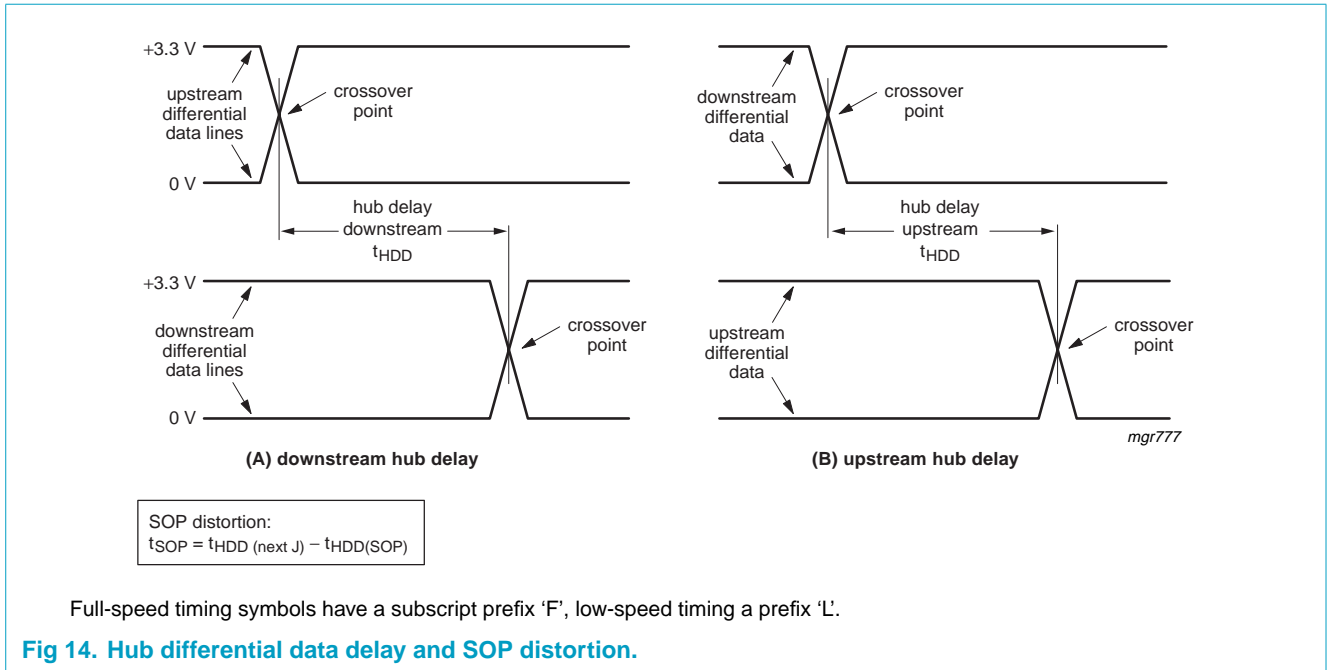 +3.3 V
upstream
differential
data lines
crossover
point
0 V
hub delay
downstream
tHDD
+3.3 V
downstream
differential
data lines
crossover
point
0 V
(A) downstream hub delay
downstream
differential
data
crossover
point
hub delay
upstream
tHDD
upstream
differential
data
crossover
point
mgr777
(B) upstream hub delay
SOP distortion:
tSOP = tHDD (next J) − tHDD(SOP)
Full-speed timing symbols have a subscript prefix ‘F’, low-speed timing a prefix ‘L’.
Fig 14. Hub differential data delay and SOP distortion.